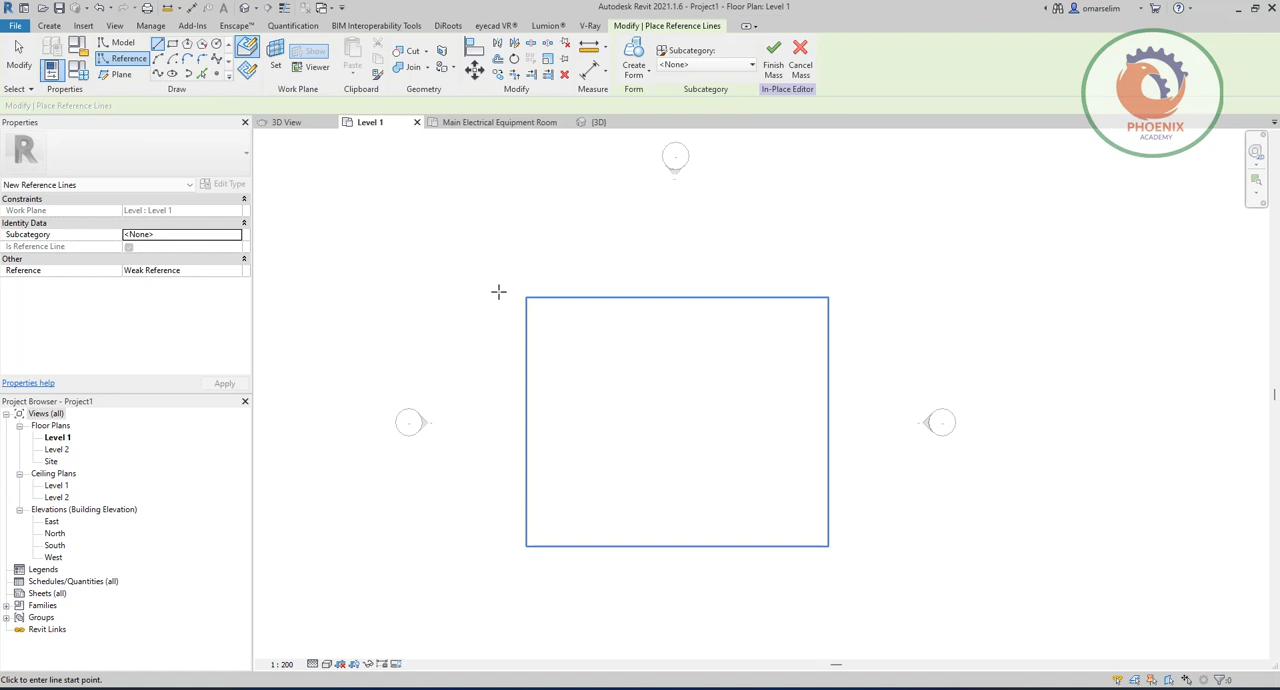 Autodesk Revit 2021.1.6 - Project1 - Floor Plan: Level 1
omarselim
File
Create
Insert
View
Manage
Add-Ins
Enscape™
Quantification
BIM Interoperability Tools
DiRoots
eyecad VR®
Lumion®
V-Ray
Modify | Place Reference Lines
Modify
Model
Reference
Plane
Set
Show
Viewer
Paste
Cut
Join
Create
Form
Subcategory:
<None>
Finish
Mass
Cancel
Mass
Select
Properties
Draw
Work Plane
Clipboard
Geometry
Modify
Measure
Form
Subcategory
In-Place Editor
PHOENIX
ACADEMY
Modify | Place Reference Lines
Properties
3D View
Level 1
Main Electrical Equipment Room
{3D}
New Reference Lines
Edit Type
Constraints
Work Plane
Level : Level 1
Identity Data
Subcategory
<None>
Is Reference Line
Other
Reference
Weak Reference
Properties help
Apply
Project Browser - Project1
Views (all)
Floor Plans
Level 1
Level 2
Site
Ceiling Plans
Level 1
Level 2
Elevations (Building Elevation)
East
North
South
West
Legends
Schedules/Quantities (all)
Sheets (all)
Families
Groups
Revit Links
1 : 200
Click to enter line start point.
:0